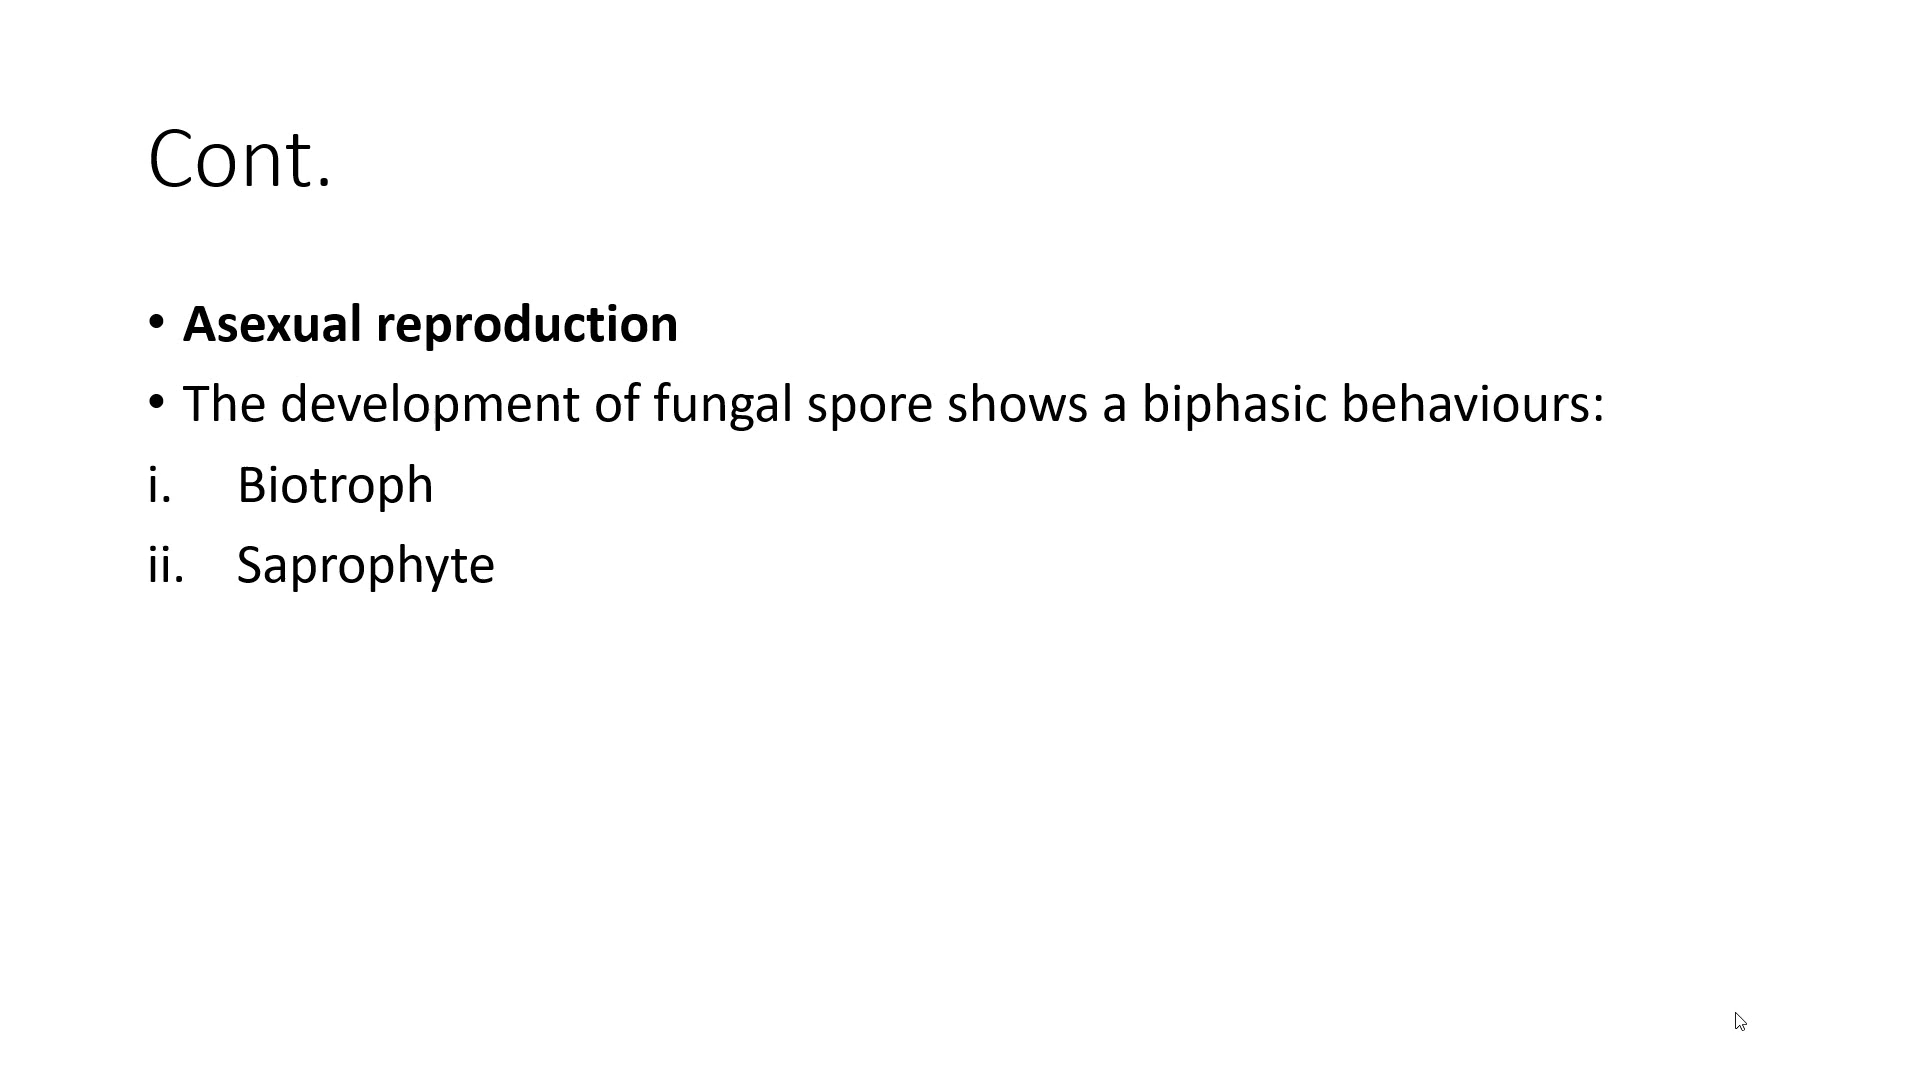 Cont.
• Asexual reproduction
• The development of fungal spore shows a biphasic behaviours:
i. Biotroph
ii. Saprophyte